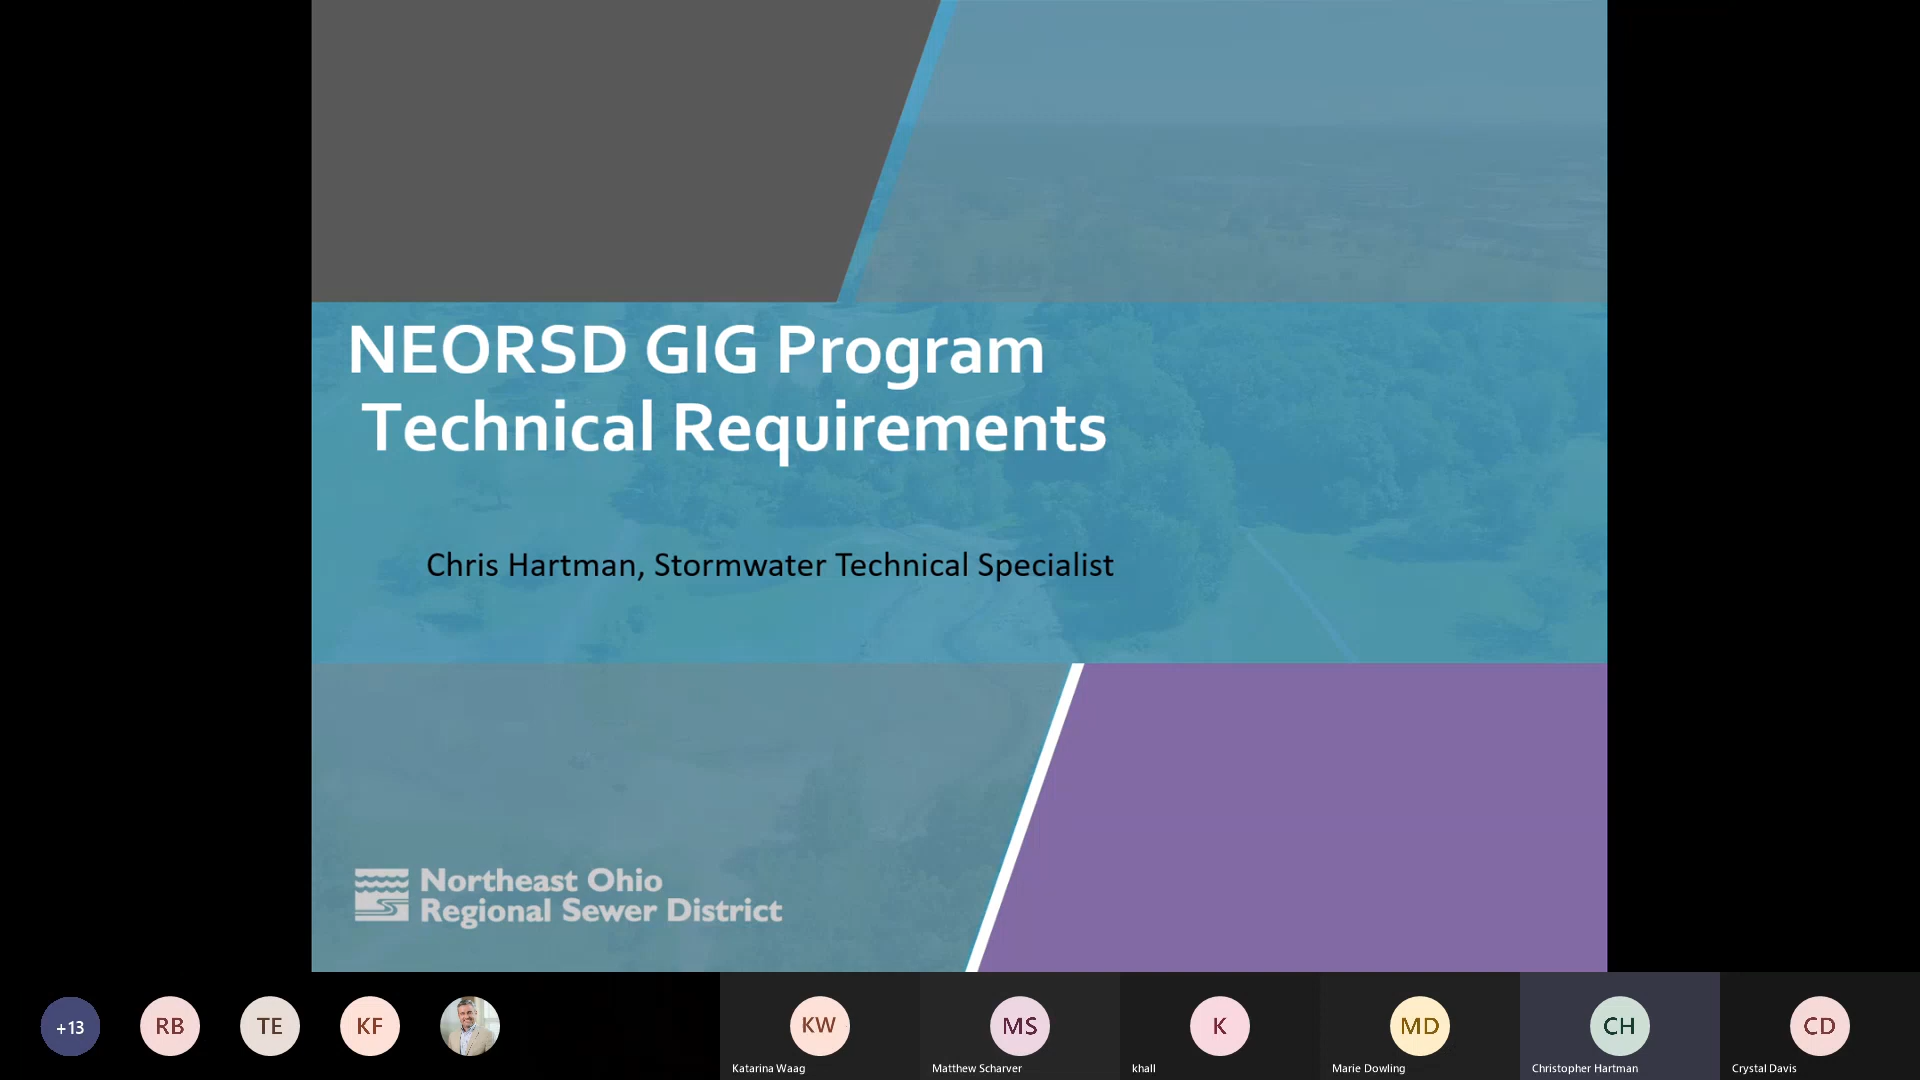 NEORSD GIG Program
Technical Requirements
Chris Hartman, Stormwater Technical Specialist
Northeast Ohio
Regional Sewer District
+13
RB
TE
KF
KW
MS
K
MD
CH
CD
Katarina Waag
Matthew Scharver
khall
Marie Dowling
Christopher Hartman
Crystal Davis